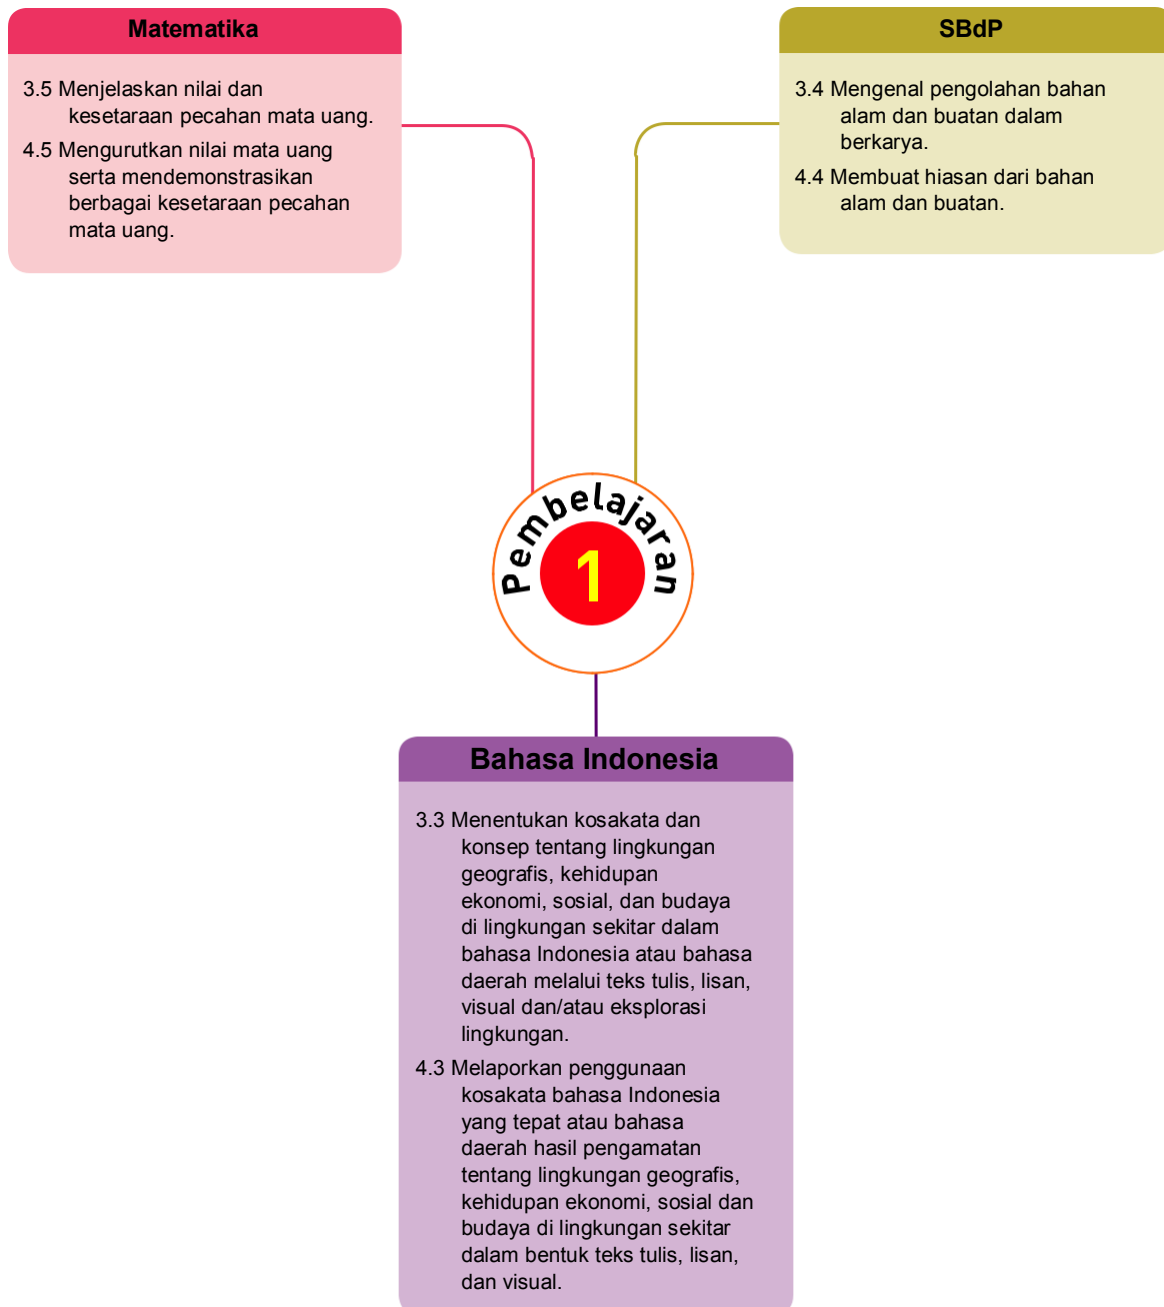 Matematika
3.5 Menjelaskan nilai dan
kesetaraan pecahan mata uang.
4.5 Mengurutkan nilai mata uang
serta mendemonstrasikan
berbagai kesetaraan pecahan
mata uang.
SBdP
3.4 Mengenal pengolahan bahan
alam dan buatan dalam
berkarya.
4.4 Membuat hiasan dari bahan
alam dan buatan.
Pembelajaran
1
Bahasa Indonesia
3.3 Menentukan kosakata dan
konsep tentang lingkungan
geografis, kehidupan
ekonomi, sosial, dan budaya
di lingkungan sekitar dalam
bahasa Indonesia atau bahasa
daerah melalui teks tulis, lisan,
visual dan/atau eksplorasi
lingkungan.
4.3 Melaporkan penggunaan
kosakata bahasa Indonesia
yang tepat atau bahasa
daerah hasil pengamatan
tentang lingkungan geografis,
kehidupan ekonomi, sosial dan
budaya di lingkungan sekitar
dalam bentuk teks tulis, lisan,
dan visual.